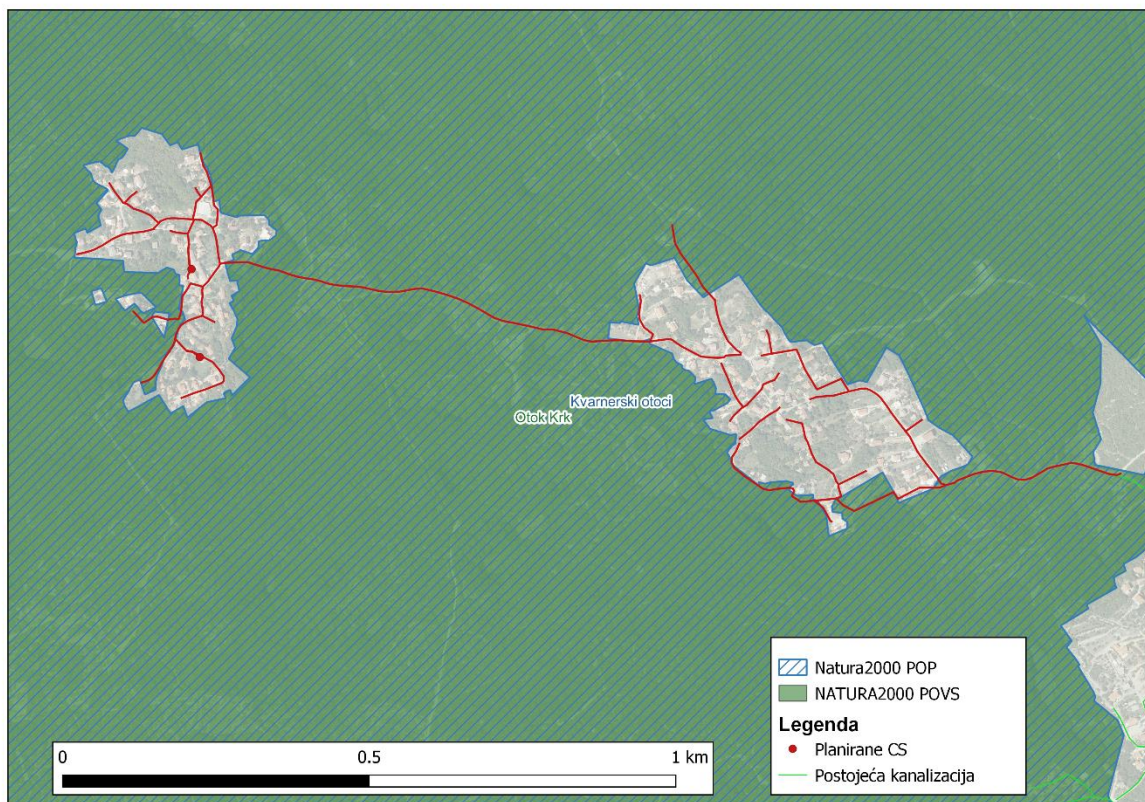 Kvarnerski otoci
Otok Krk
Natura2000 POP
NATURA2000 POVS
Legenda
Planirane CS
Postojeća kanalizacija
0 0.5 1 km